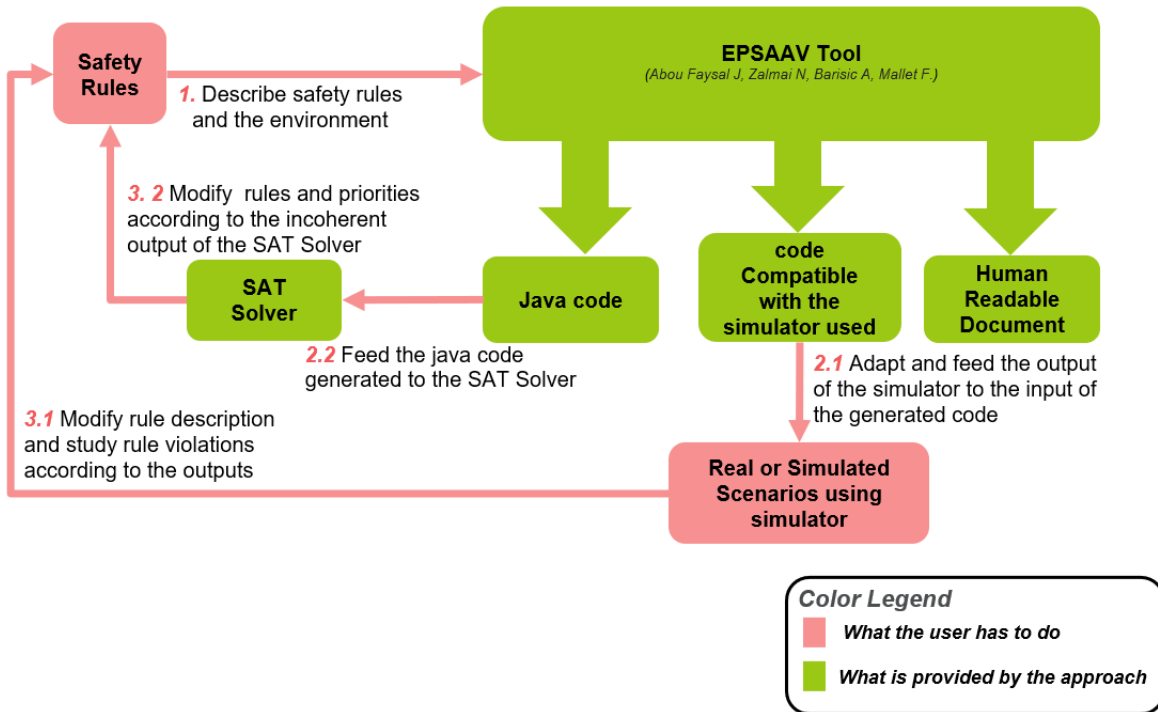 Safety
Rules
EPSAAV Tool
(Abou Faysal J, Zalmai N, Barisic A, Mallet F.)
1. Describe safety rules
and the environment
3. 2 Modify rules and priorities
according to the incoherent
output of the SAT Solver
SAT
Solver
Java code
code
Compatible
with the
simulator used
Human
Readable
Document
2.2 Feed the java code
generated to the SAT Solver
2.1 Adapt and feed the output
of the simulator to the input of
the generated code
3.1 Modify rule description
and study rule violations
according to the outputs
Real or Simulated
Scenarios using
simulator
Color Legend
What the user has to do
What is provided by the approach